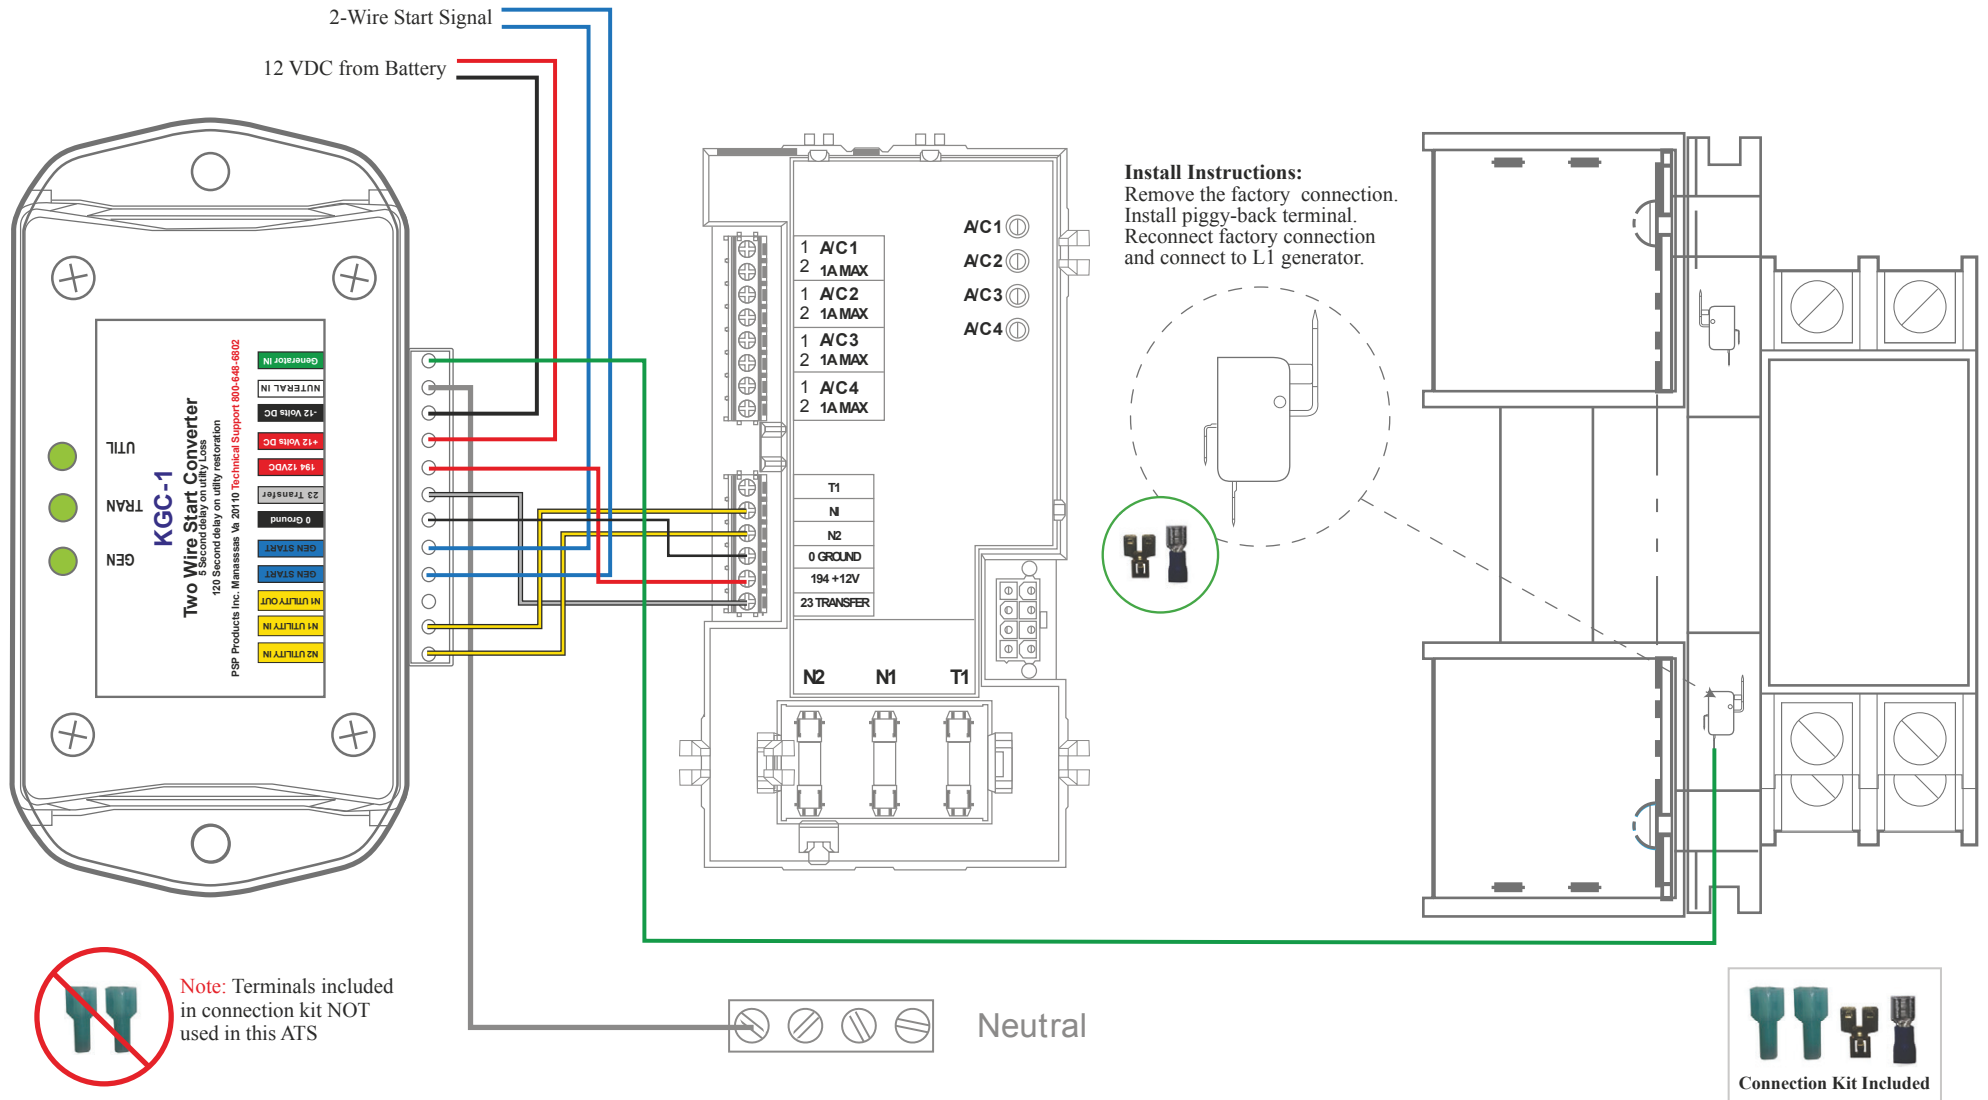 2-Wire Start Signal
12 VDC from Battery
UTIL
TRAN
GEN
KGC-1
Two Wire Start Converter
5 Second delay on utility Loss
120 Second delay on utility restoration
PSP Products Inc. Manasssas Va 20110 Technical Support 800-648-6802
Generator IN
NUTERAL IN
-12 Volts DC
+12 Volts DC
194 12VDC
23 Transfer
0 Ground
GEN START
GEN START
N1 UTILITY OUT
N1 UTILITY IN
N2 UTILITY IN
1 A/C1
2 1A MAX
1 A/C2
2 1A MAX
1 A/C3
2 1A MAX
1 A/C4
2 1A MAX
A/C1
A/C2
A/C3
A/C4
T1
NI
N2
0 GROUND
194 +12V
23 TRANSFER
N2 N1 T1
Install Instructions:
Remove the factory connection.
Install piggy-back terminal.
Reconnect factory connection
and connect to L1 generator.
Note: Terminals included
in connection kit NOT
used in this ATS
Neutral
Connection Kit Included